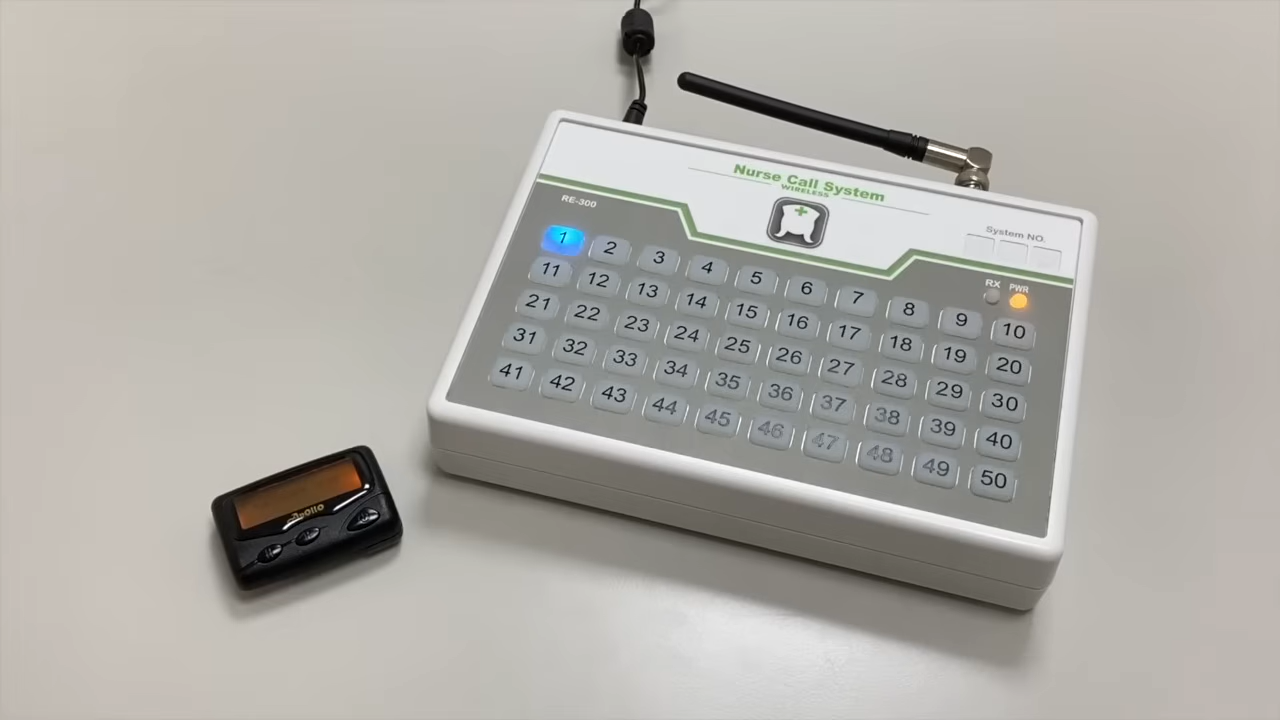 Nurse Call System
WIRELESS
RE-300
System NO.
RX PWR
1 2 3 4 5 6 7 8 9 10
11 12 13 14 15 16 17 18 19 20
21 22 23 24 25 26 27 28 29 30
31 32 33 34 35 36 37 38 39 40
41 42 43 44 45 46 47 48 49 50
apollo